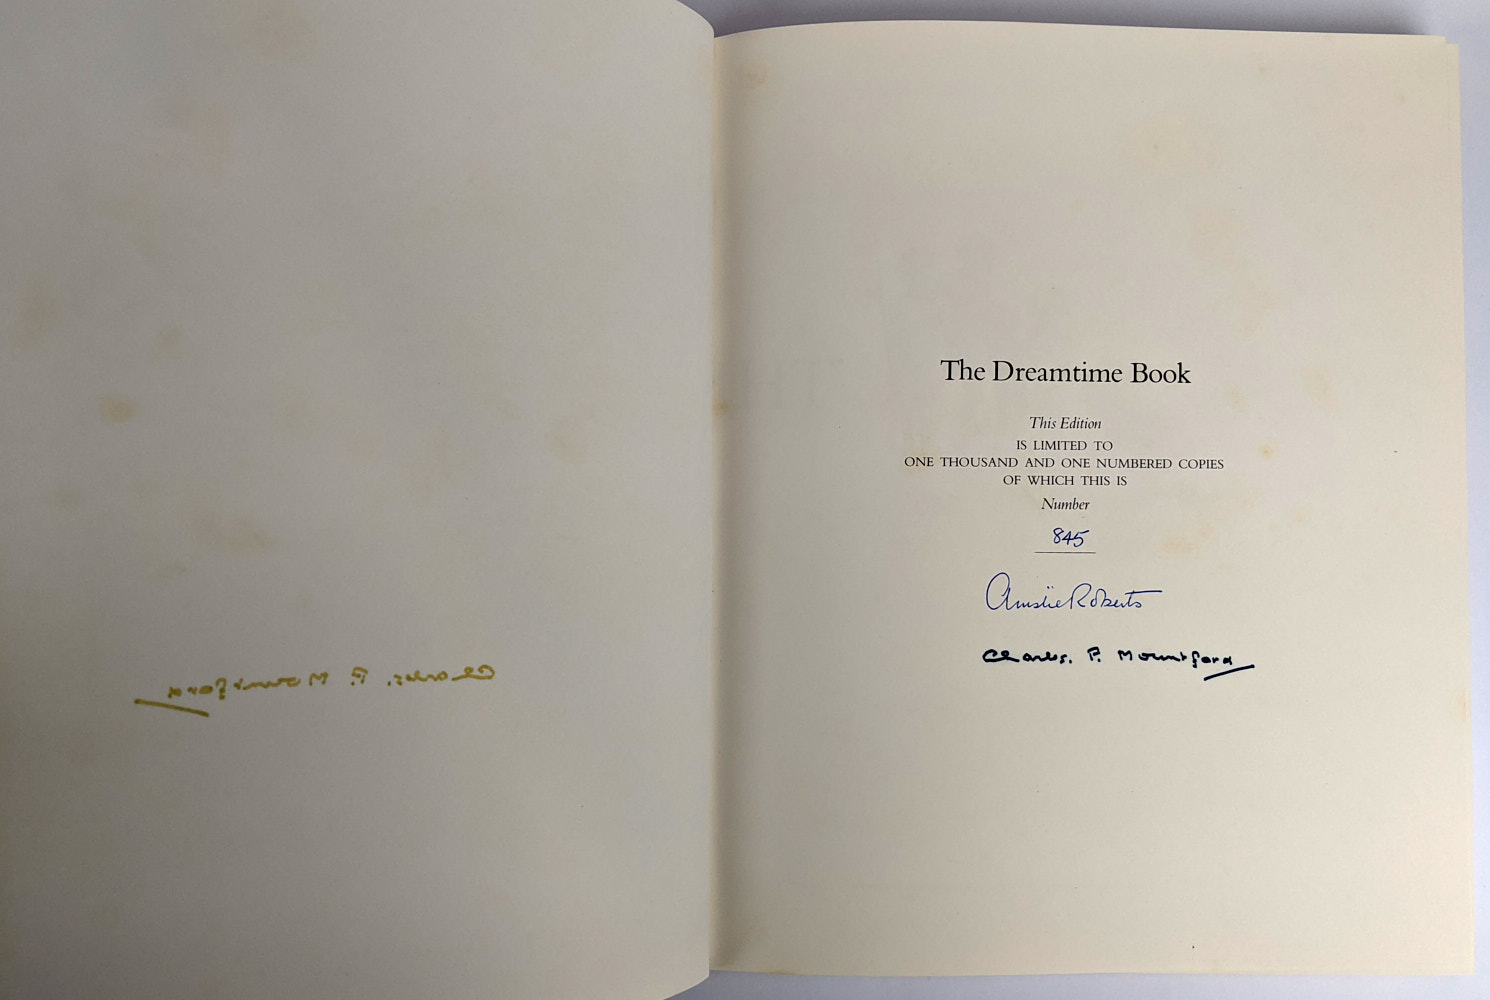 The Dreamtime Book
This Edition
IS LIMITED TO
ONE THOUSAND AND ONE NUMBERED COPIES
OF WHICH THIS IS
Number
845
Ainslie Roberts
Charles. P. Mountford